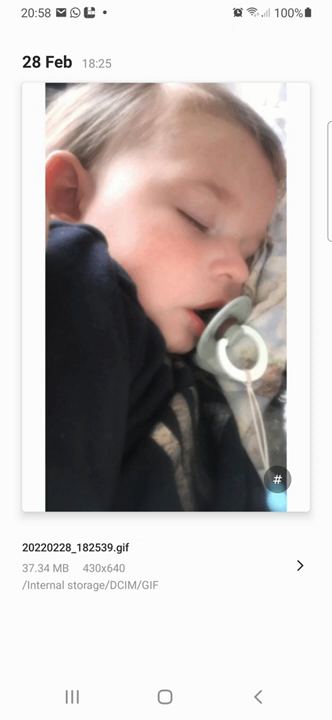 20:58
100%
28 Feb 18:25
#
20220228_182539.gif
37.34 MB 430x640
/Internal storage/DCIM/GIF